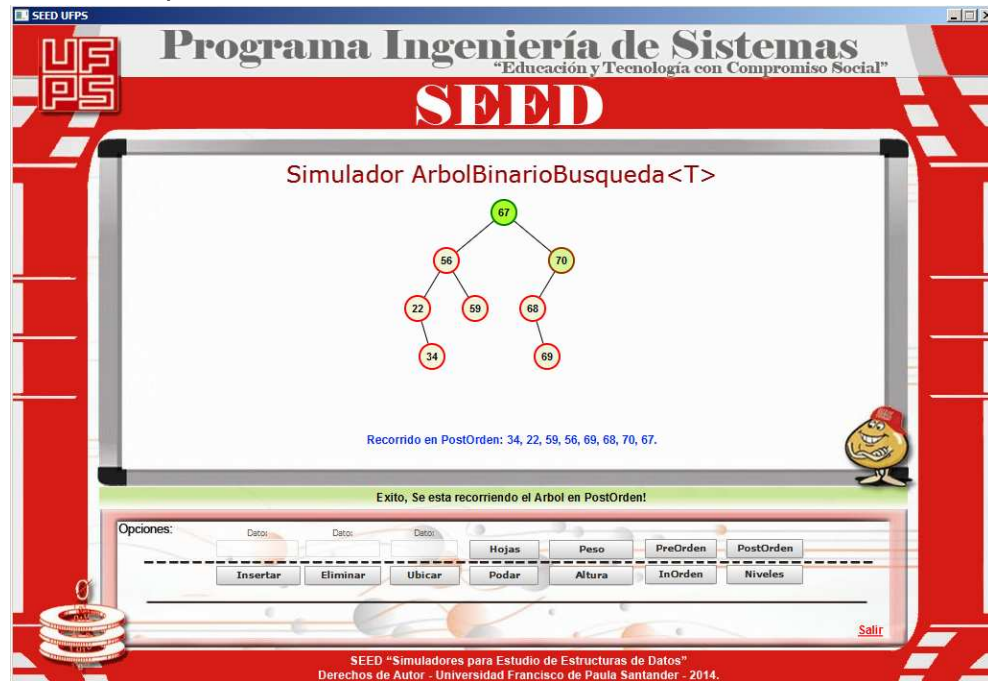 SEED UFPS
UF
PS
Programa Ingeniería de Sistemas
“Educación y Tecnología con Compromiso Social”
SEED
Simulador ArbolBinarioBusqueda<T>
67
56
70
22
59
68
34
69
Recorrido en PostOrden: 34, 22, 59, 56, 69, 68, 70, 67.
Exito, Se esta recorriendo el Arbol en PostOrden!
Opciones:
Dato: Dato: Dato:
Hojas Peso PreOrden PostOrden
Insertar Eliminar Ubicar Podar Altura InOrden Niveles
Salir
SEED “Simuladores para Estudio de Estructuras de Datos”
Derechos de Autor - Universidad Francisco de Paula Santander - 2014.